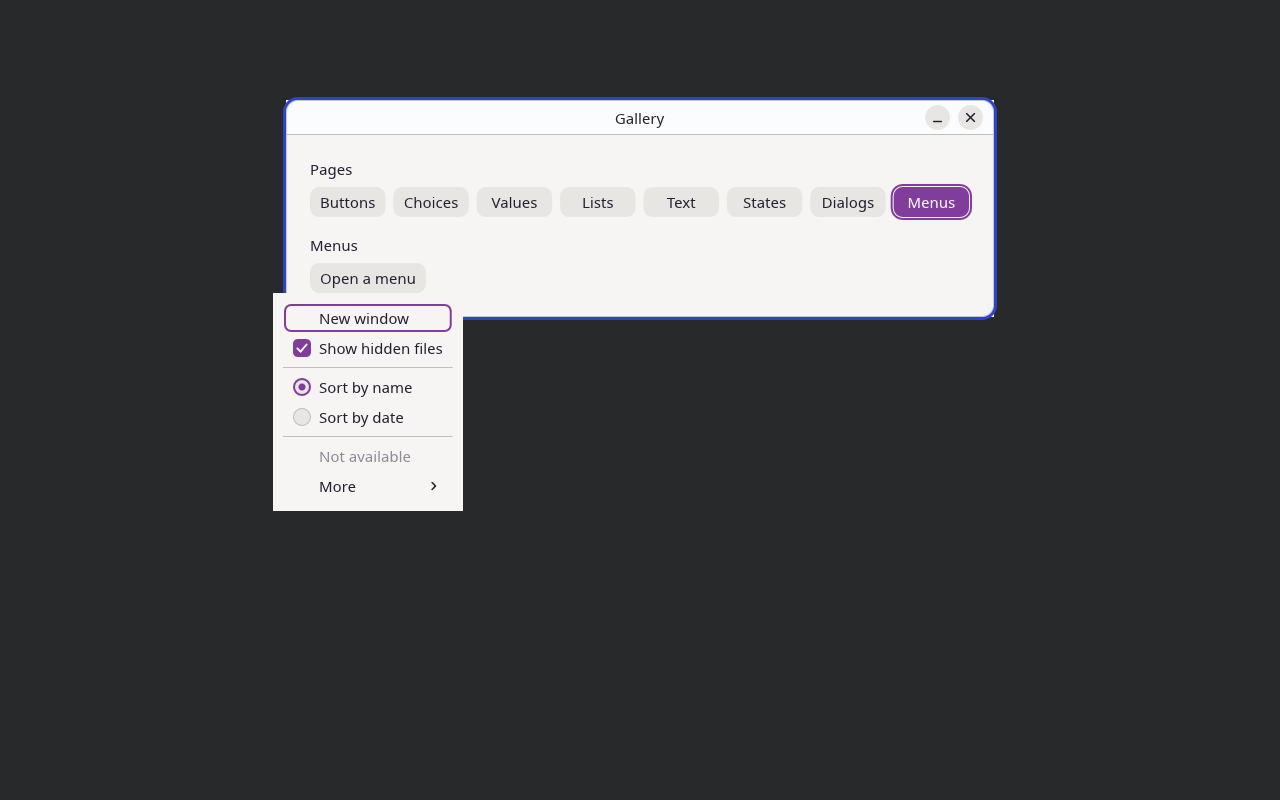 Gallery
Pages
Buttons Choices Values Lists Text States Dialogs Menus
Menus
Open a menu
New window
Show hidden files
Sort by name
Sort by date
Not available
More